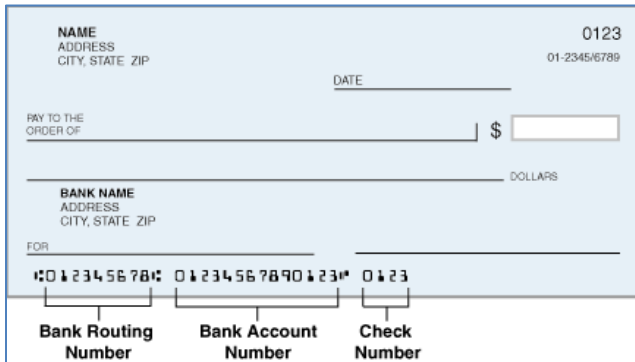 NAME
0123
ADDRESS
CITY, STATE ZIP
01-2345/6789
DATE
PAY TO THE
ORDER OF
$
DOLLARS
BANK NAME
ADDRESS
CITY, STATE ZIP
FOR
⑆012345678⑆ 01234567890123⑈ 0123
Bank Routing Number
Bank Account Number
Check Number